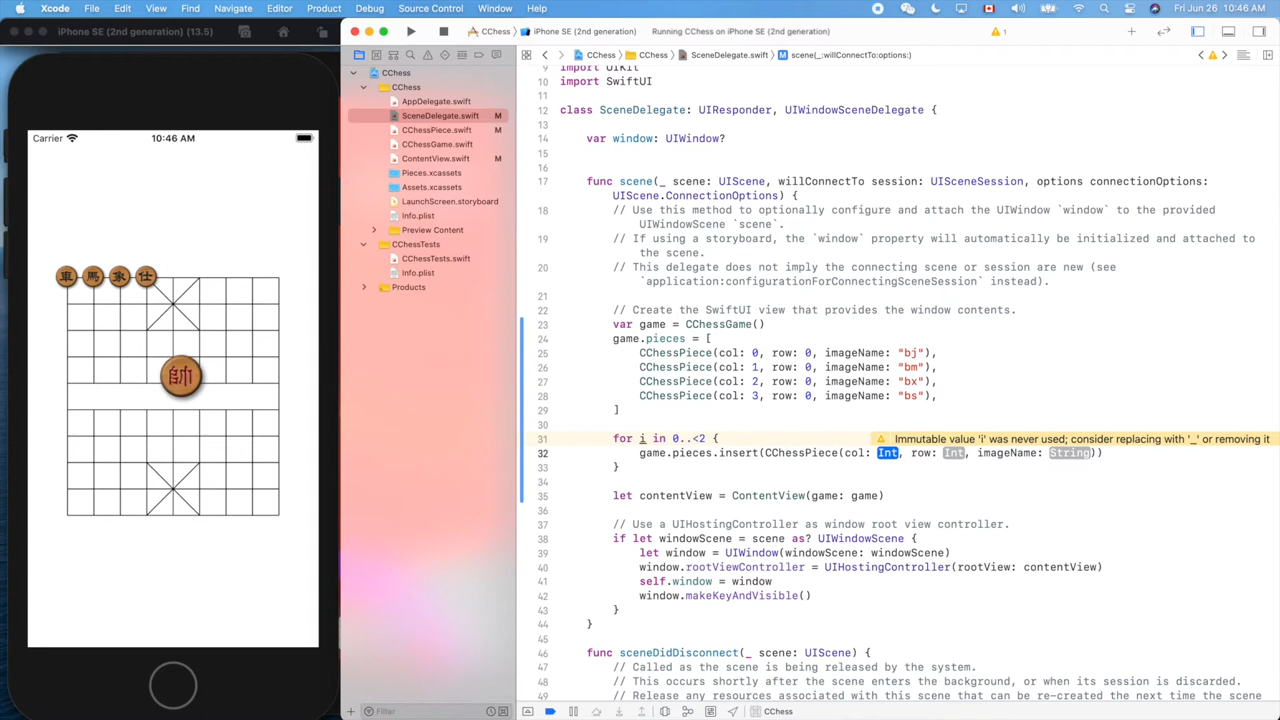 Xcode File Edit View Find Navigate Editor Product Debug Source Control Window Help Fri Jun 26 10:46 AM
iPhone SE (2nd generation) (13.5)
CChess iPhone SE (2nd generation) Running CChess on iPhone SE (2nd generation) 1
CChess CChess SceneDelegate.swift M scene(_:willConnectTo:options:)
Carrier 10:46 AM
車 馬 象 仕
帥
CChess
CChess
AppDelegate.swift
SceneDelegate.swift M
CChessPiece.swift M
CChessGame.swift
ContentView.swift M
Pieces.xcassets
Assets.xcassets
LaunchScreen.storyboard
Info.plist
Preview Content
CChessTests
CChessTests.swift
Info.plist
Products
Filter
9 import UIKit
10 import SwiftUI
11
12 class SceneDelegate: UIResponder, UIWindowSceneDelegate {
13
14 var window: UIWindow?
15
16
17 func scene(_ scene: UIScene, willConnectTo session: UISceneSession, options connectionOptions:
UIScene.ConnectionOptions) {
18 // Use this method to optionally configure and attach the UIWindow `window` to the provided
UIWindowScene `scene`.
19 // If using a storyboard, the `window` property will automatically be initialized and attached to
the scene.
20 // This delegate does not imply the connecting scene or session are new (see
`application:configurationForConnectingSceneSession` instead).
21
22 // Create the SwiftUI view that provides the window contents.
23 var game = CChessGame()
24 game.pieces = [
25 CChessPiece(col: 0, row: 0, imageName: "bj"),
26 CChessPiece(col: 1, row: 0, imageName: "bm"),
27 CChessPiece(col: 2, row: 0, imageName: "bx"),
28 CChessPiece(col: 3, row: 0, imageName: "bs"),
29 ]
30
31 for i in 0..<2 { Immutable value 'i' was never used; consider replacing with '_' or removing it
32 game.pieces.insert(CChessPiece(col: Int, row: Int, imageName: String))
33 }
34
35 let contentView = ContentView(game: game)
36
37 // Use a UIHostingController as window root view controller.
38 if let windowScene = scene as? UIWindowScene {
39 let window = UIWindow(windowScene: windowScene)
40 window.rootViewController = UIHostingController(rootView: contentView)
41 self.window = window
42 window.makeKeyAndVisible()
43 }
44 }
45
46 func sceneDidDisconnect(_ scene: UIScene) {
47 // Called as the scene is being released by the system.
48 // This occurs shortly after the scene enters the background, or when its session is discarded.
49 // Release any resources associated with this scene that can be re-created the next time the scene
CChess